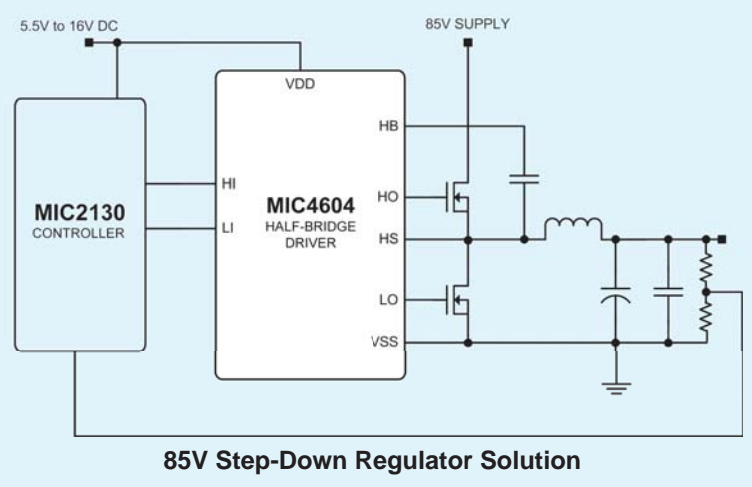 5.5V to 16V DC
85V SUPPLY
VDD
HB
HI
HO
MIC2130
CONTROLLER
MIC4604
HALF-BRIDGE
DRIVER
LI
HS
LO
VSS
85V Step-Down Regulator Solution